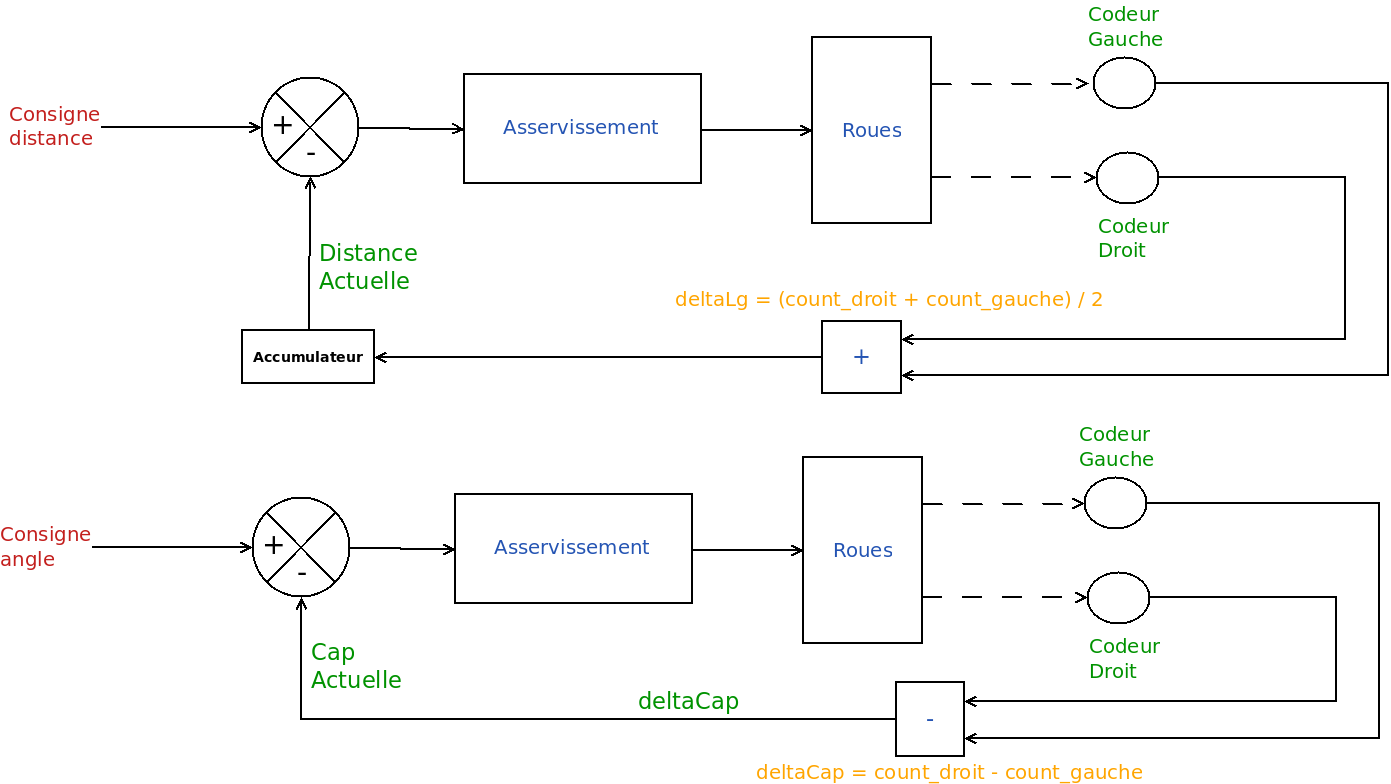 Codeur
Gauche
Consigne
distance
+
-
Asservissement
Roues
Codeur
Droit
Distance
Actuelle
deltaLg = (count_droit + count_gauche) / 2
Accumulateur
+
Codeur
Gauche
Consigne
angle
+
-
Asservissement
Roues
Codeur
Droit
Cap
Actuelle
deltaCap
-
deltaCap = count_droit - count_gauche